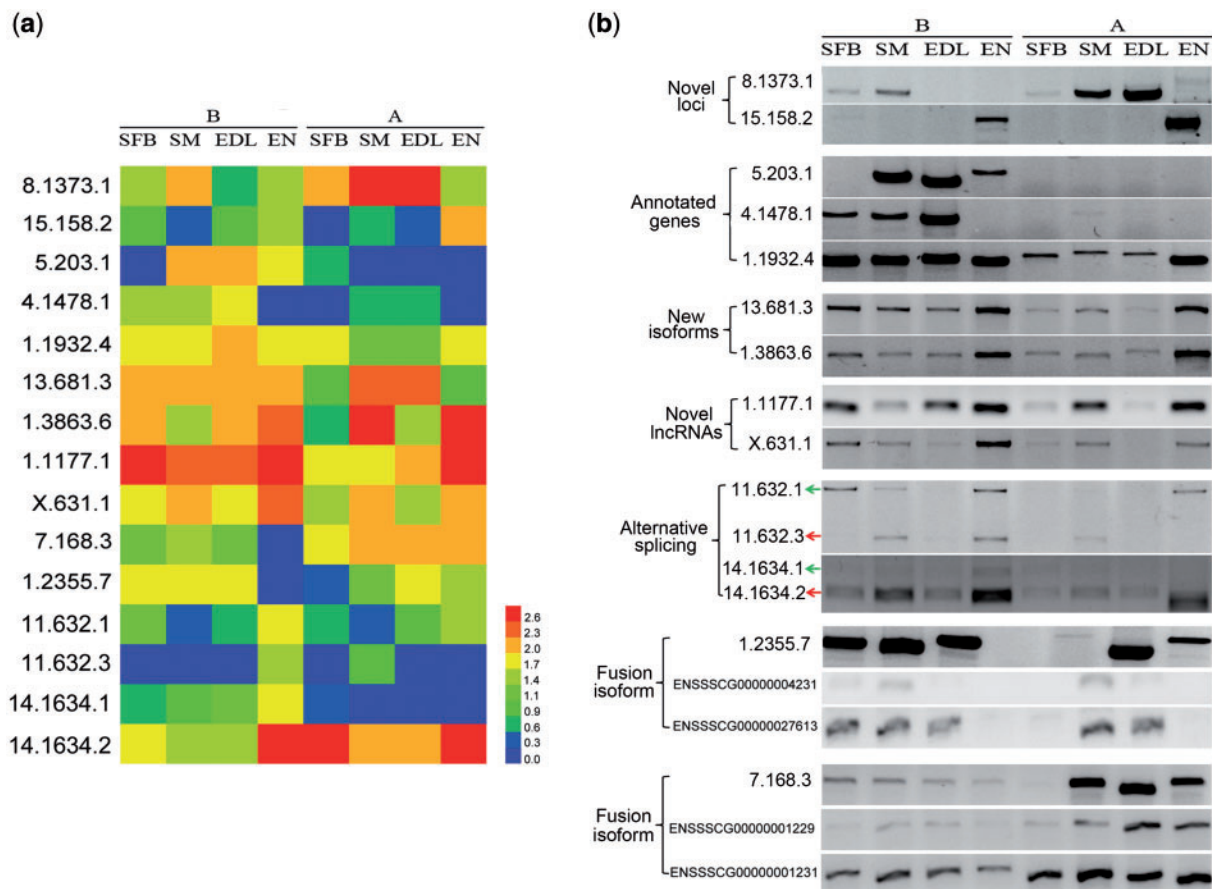 (a)
B A
SFB SM EDL EN SFB SM EDL EN
8.1373.1
15.158.2
5.203.1
4.1478.1
1.1932.4
13.681.3
1.3863.6
1.1177.1
X.631.1
7.168.3
1.2355.7
11.632.1
11.632.3
14.1634.1
14.1634.2
2.6
2.3
2.0
1.7
1.4
1.1
0.9
0.6
0.3
0.0
(b)
B A
SFB SM EDL EN SFB SM EDL EN
Novel
loci
8.1373.1
15.158.2
Annotated
genes
5.203.1
4.1478.1
1.1932.4
New
isoforms
13.681.3
1.3863.6
Novel
lncRNAs
1.1177.1
X.631.1
Alternative
splicing
11.632.1
11.632.3
14.1634.1
14.1634.2
Fusion
isoform
1.2355.7
ENSSSCG00000004231
ENSSSCG00000027613
Fusion
isoform
7.168.3
ENSSSCG00000001229
ENSSSCG00000001231